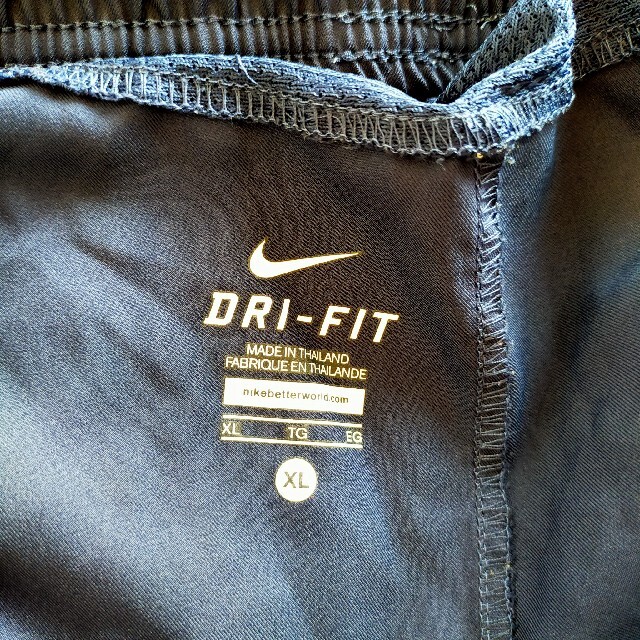 DRI-FIT
MADE IN THAILAND
FABRIQUE EN THAILANDE
nikebetterworld.com
XL TG EG
XL